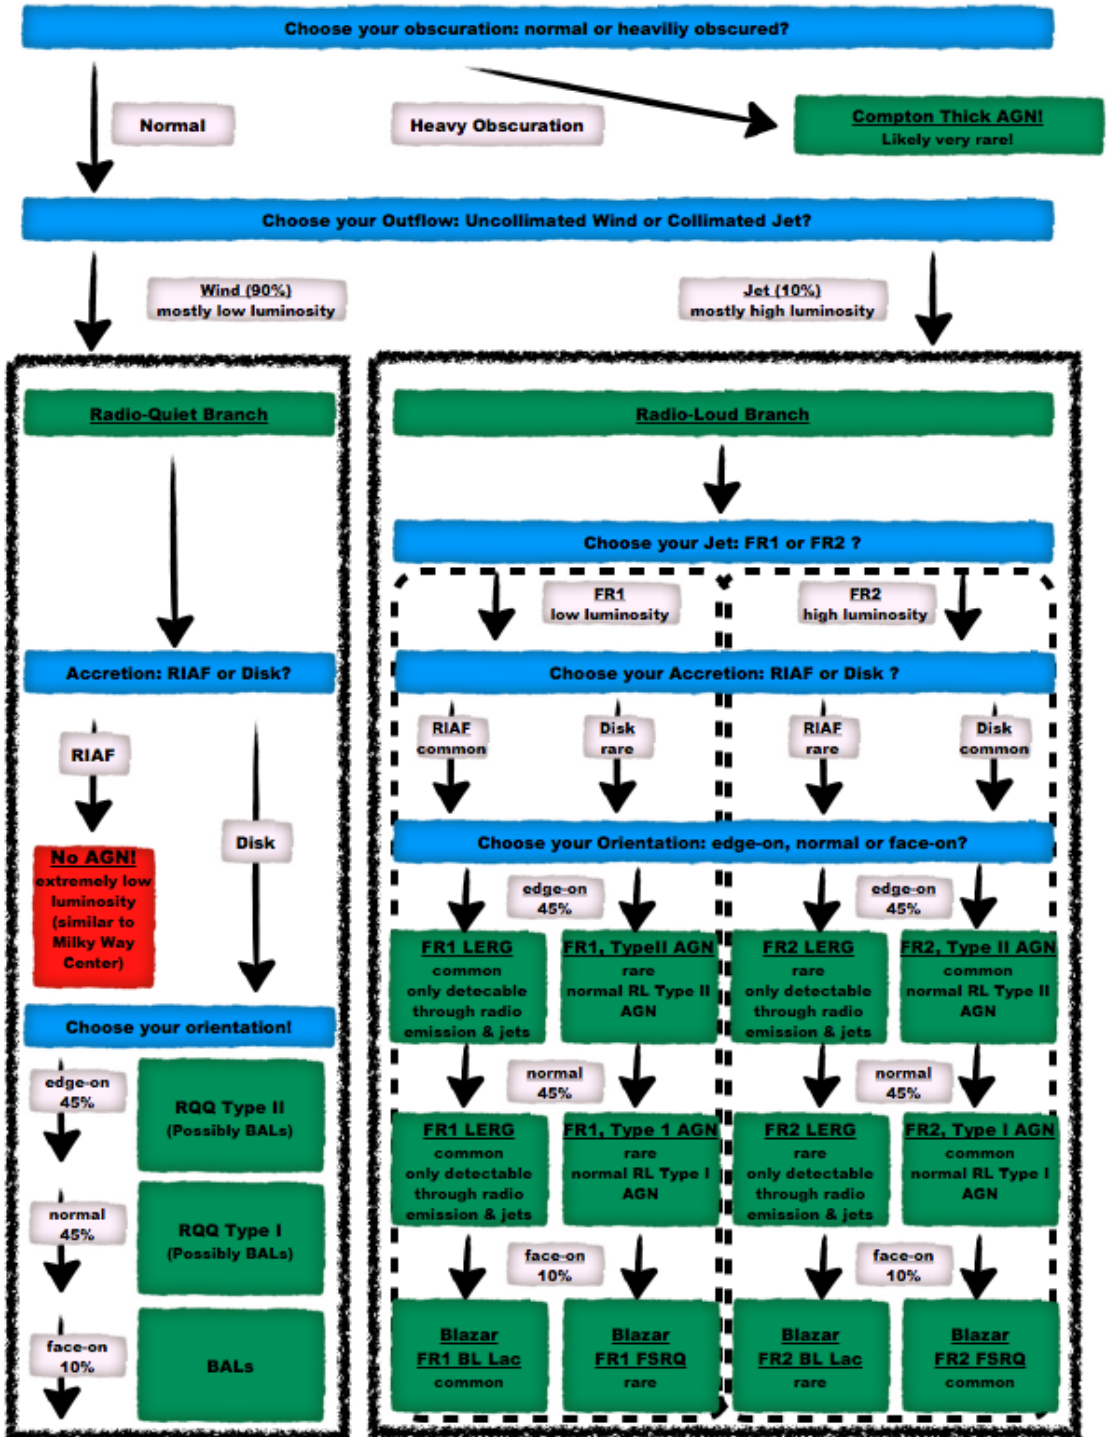 Choose your obscuration: normal or heaviliy obscured?
Normal
Heavy Obscuration
Compton Thick AGN!
Likely very rare!
Choose your Outflow: Uncollimated Wind or Collimated Jet?
Wind (90%)
mostly low luminosity
Jet (10%)
mostly high luminosity
Radio-Quiet Branch
Accretion: RIAF or Disk?
RIAF
Disk
No AGN!
extremely low
luminosity
(similar to
Milky Way
Center)
Choose your orientation!
edge-on
45%
RQQ Type II
(Possibly BALs)
normal
45%
RQQ Type I
(Possibly BALs)
face-on
10%
BALs
Radio-Loud Branch
Choose your Jet: FR1 or FR2 ?
FR1
low luminosity
FR2
high luminosity
Choose your Accretion: RIAF or Disk ?
RIAF
common
Disk
rare
RIAF
rare
Disk
common
Choose your Orientation: edge-on, normal or face-on?
edge-on
45%
edge-on
45%
FR1 LERG
common
only detecable
through radio
emission & jets
FR1, TypeII AGN
rare
normal RL Type II
AGN
FR2 LERG
rare
only detectable
through radio
emission & jets
FR2, Type II AGN
common
normal RL Type II
AGN
normal
45%
normal
45%
FR1 LERG
common
only detectable
through radio
emission & jets
FR1, Type 1 AGN
rare
normal RL Type I
AGN
FR2 LERG
rare
only detectable
through radio
emission & jets
FR2, Type I AGN
common
normal RL Type I
AGN
face-on
10%
face-on
10%
Blazar
FR1 BL Lac
common
Blazar
FR1 FSRQ
rare
Blazar
FR2 BL Lac
rare
Blazar
FR2 FSRQ
common